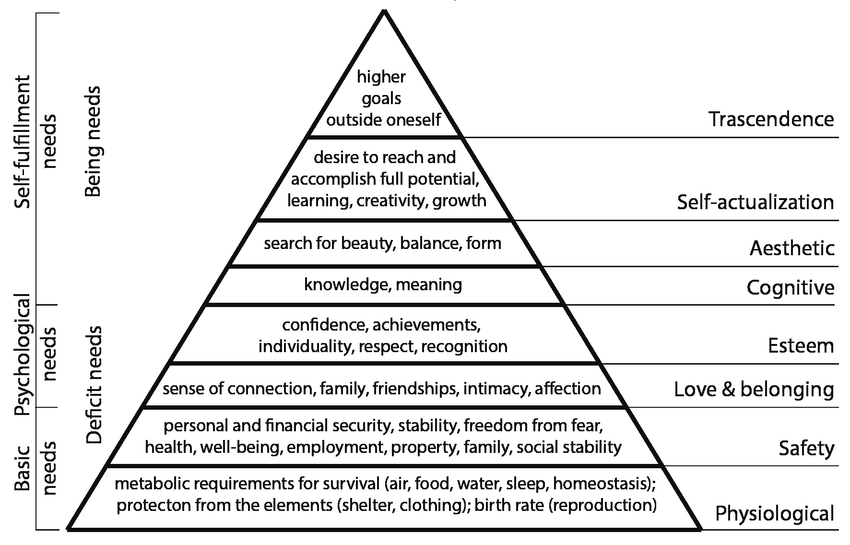 higher
goals
outside oneself
Trascendence
desire to reach and
accomplish full potential,
learning, creativity, growth
Self-actualization
search for beauty, balance, form
Aesthetic
knowledge, meaning
Cognitive
confidence, achievements,
individuality, respect, recognition
Esteem
sense of connection, family, friendships, intimacy, affection
Love & belonging
personal and financial security, stability, freedom from fear,
health, well-being, employment, property, family, social stability
Safety
metabolic requirements for survival (air, food, water, sleep, homeostasis);
protecton from the elements (shelter, clothing); birth rate (reproduction)
Physiological
Self-fulfillment
needs
Being needs
Psychological
needs
Deficit needs
Basic
needs